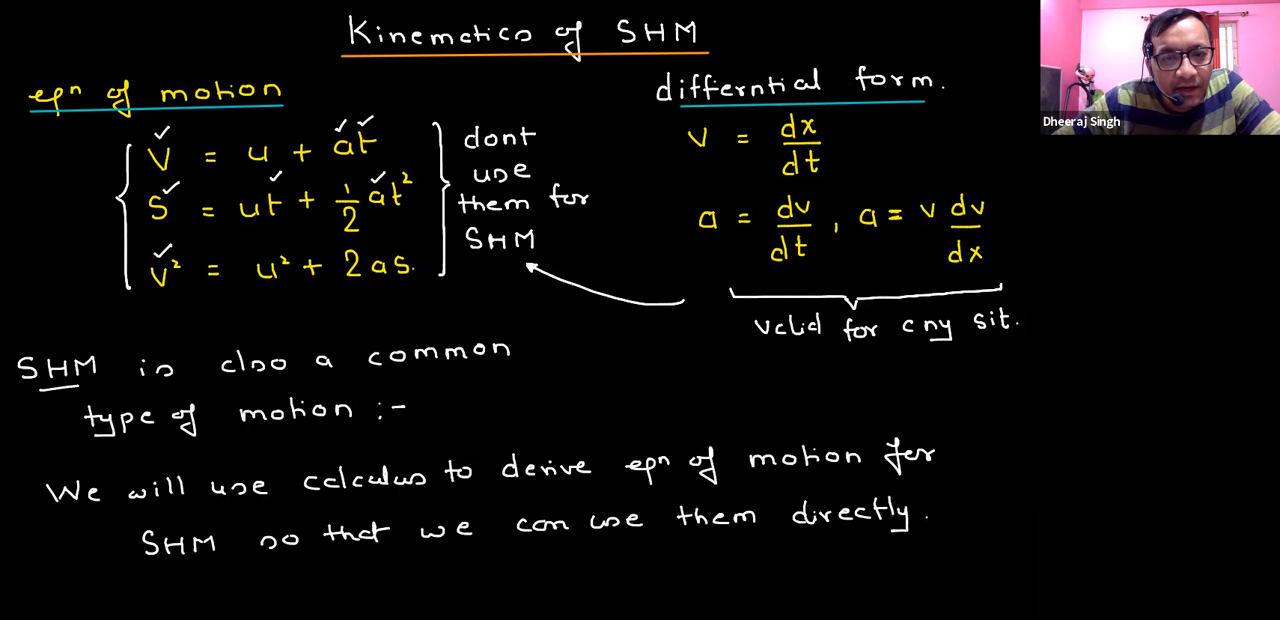 Kinematics of SHM
eqn of motion
v = u + at
s = ut + 1/2 at²
v² = u² + 2as.
dont
use
them for
SHM
differntial form.
v = dx/dt
a = dv/dt , a = v dv/dx
valid for any sit.
SHM is also a common
type of motion :-
We will use calculus to derive eqn of motion for
SHM so that we can use them directly.
Dheeraj Singh